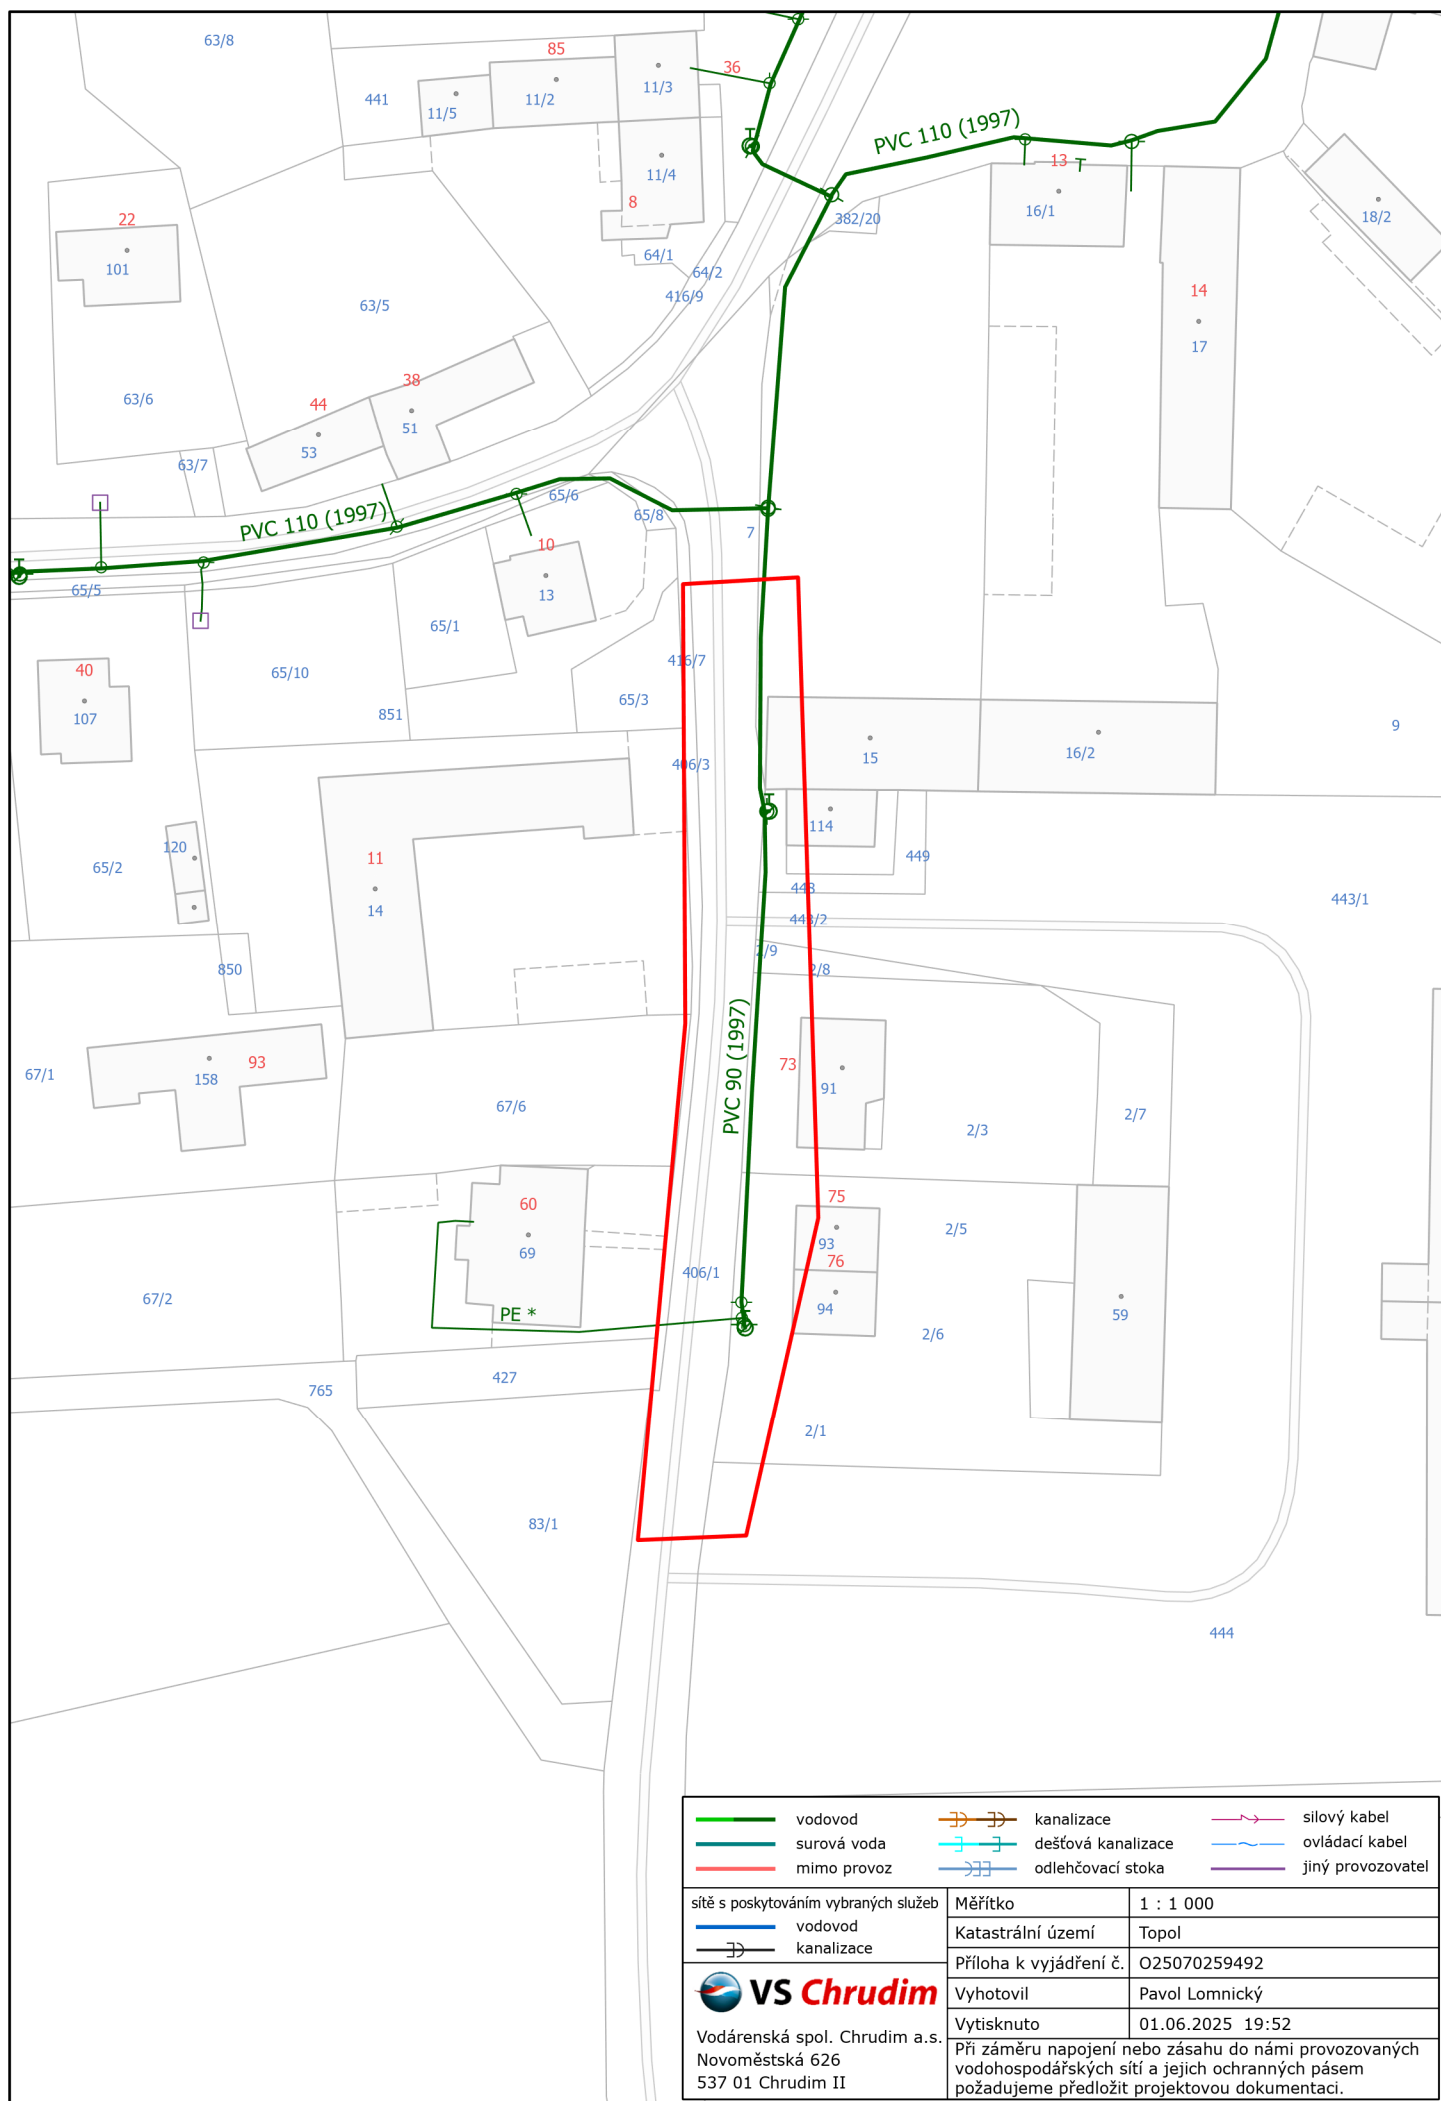 63/8
85
36
441
11/5
11/2
11/3
PVC 110 (1997)
13
T
T
11/4
16/1
18/2
22
8
382/20
101
64/1
64/2
63/5
416/9
14
17
38
63/6
44
51
53
63/7
65/6
65/8
PVC 110 (1997)
7
T
10
65/5
13
65/1
416/7
40
65/10
65/3
107
851
9
406/3
15
16/2
T
120
114
11
65/2
449
14
448
443/1
443/2
2/9
850
2/8
PVC 90 (1997)
93
73
67/1
158
91
67/6
2/7
2/3
60
75
2/5
69
93
76
406/1
67/2
PE *
94
59
T
2/6
765
427
2/1
83/1
444
vodovod
kanalizace
silový kabel
surová voda
dešťová kanalizace
ovládací kabel
mimo provoz
odlehčovací stoka
jiný provozovatel
sítě s poskytováním vybraných služeb
vodovod
kanalizace
Měřítko 1 : 1 000
Katastrální území Topol
Příloha k vyjádření č. O25070259492
Vyhotovil Pavol Lomnický
Vytisknuto 01.06.2025 19:52
VS Chrudim
Vodárenská spol. Chrudim a.s.
Novoměstská 626
537 01 Chrudim II
Při záměru napojení nebo zásahu do námi provozovaných
vodohospodářských sítí a jejich ochranných pásem
požadujeme předložit projektovou dokumentaci.